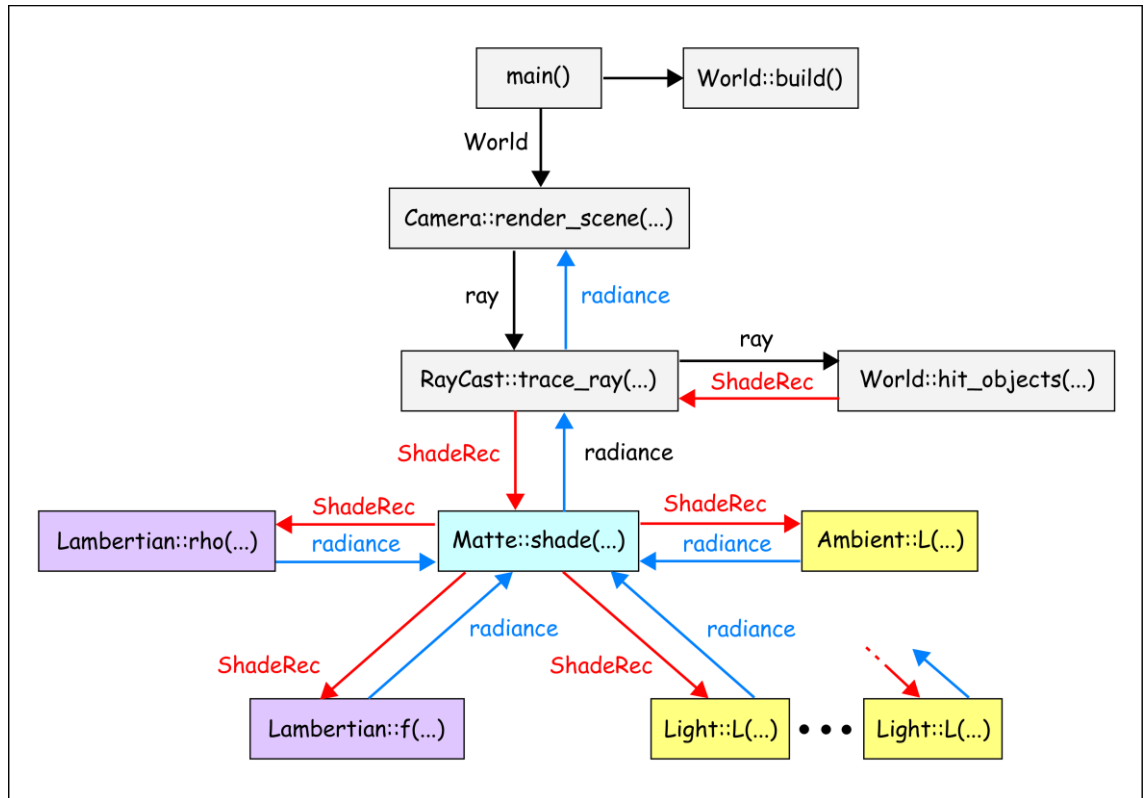 main()
World::build()
World
Camera::render_scene(...)
ray
radiance
ray
RayCast::trace_ray(...)
World::hit_objects(...)
ShadeRec
ShadeRec
radiance
ShadeRec
ShadeRec
Lambertian::rho(...)
Matte::shade(...)
Ambient::L(...)
radiance
radiance
radiance
radiance
ShadeRec
ShadeRec
Lambertian::f(...)
Light::L(...)
•••
Light::L(...)